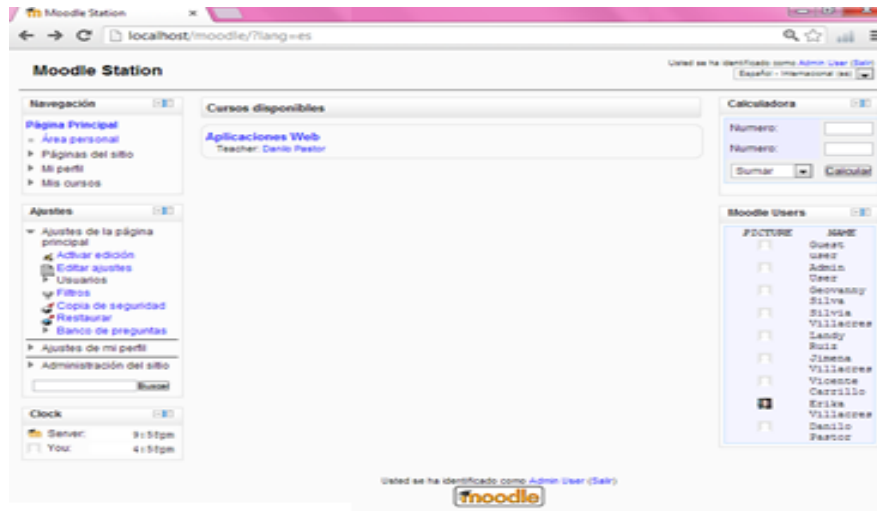 Moodle Station
localhost/moodle/?lang=es
Moodle Station
Usted se ha identificado como Admin User (Salir)
Español - Internacional (es)
Navegación
Página Principal
Área personal
Páginas del sitio
Mi perfil
Mis cursos
Ajustes
Ajustes de la página
principal
Activar edición
Editar ajustes
Usuarios
Filtros
Copia de seguridad
Restaurar
Banco de preguntas
Ajustes de mi perfil
Administración del sitio
Buscar
Clock
Server:
You:
Cursos disponibles
Aplicaciones Web
Teacher: Danilo Pastor
Calculadora
Numero:
Numero:
Sumar
Calcular
Moodle Users
PICTURE NAME
Guest
user
Admin
User
Geovanny
Silva
Silvia
Villacres
Landy
Ruiz
Jimena
Villacres
Vicente
Carrillo
Erika
Villacres
Danilo
Pastor
Usted se ha identificado como Admin User (Salir)
moodle